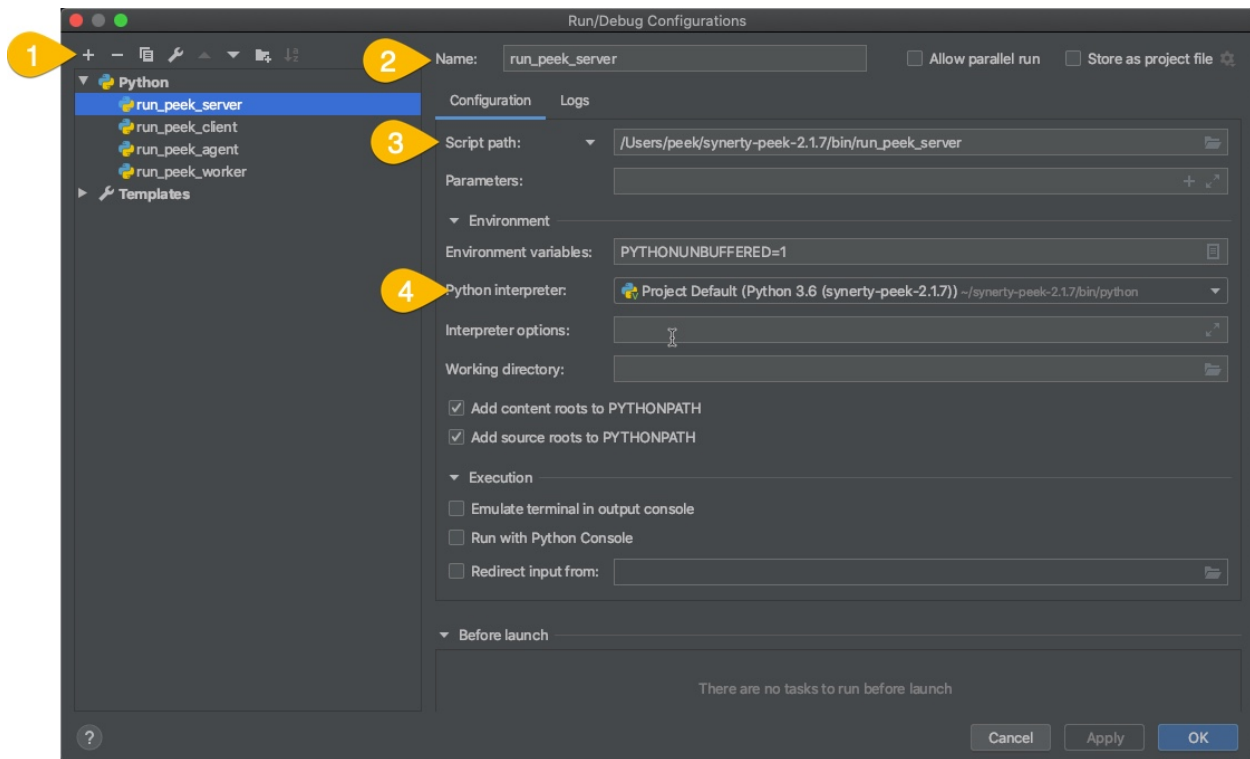 Run/Debug Configurations
1
2
Name:
run_peek_server
Allow parallel run
Store as project file
Python
run_peek_server
run_peek_client
run_peek_agent
run_peek_worker
Templates
Configuration
Logs
3
Script path:
/Users/peek/synerty-peek-2.1.7/bin/run_peek_server
Parameters:
Environment
Environment variables:
PYTHONUNBUFFERED=1
4
Python interpreter:
Project Default (Python 3.6 (synerty-peek-2.1.7)) ~/synerty-peek-2.1.7/bin/python
Interpreter options:
Working directory:
Add content roots to PYTHONPATH
Add source roots to PYTHONPATH
Execution
Emulate terminal in output console
Run with Python Console
Redirect input from:
Before launch
There are no tasks to run before launch
?
Cancel
Apply
OK